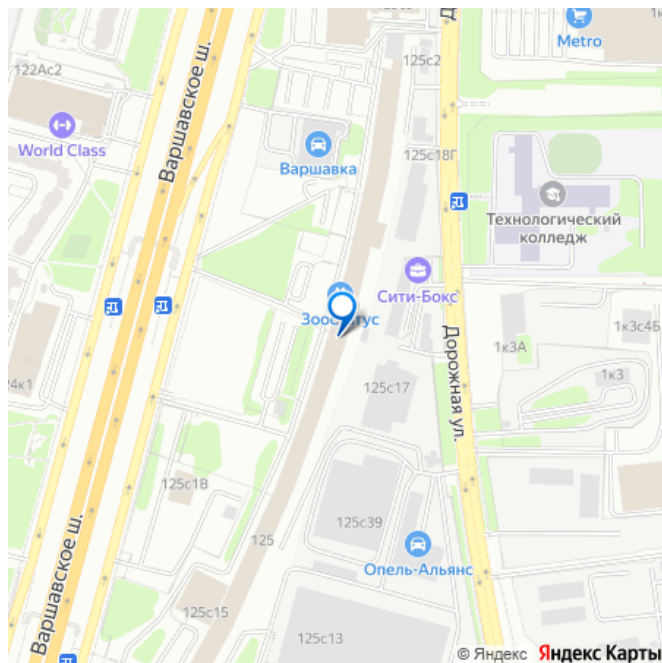 Metro
125с2
122Ас2
World Class
Варшавское ш.
Варшавка
125с18Г
Технологический
колледж
Сити-Бокс
1к3с4Б
1к3А
Дорожная ул.
125с17
1к3
24к1
125с1В
125с39
125
Опель-Альянс
Варшавское ш.
125с15
125с13
© Яндекс Яндекс Карты